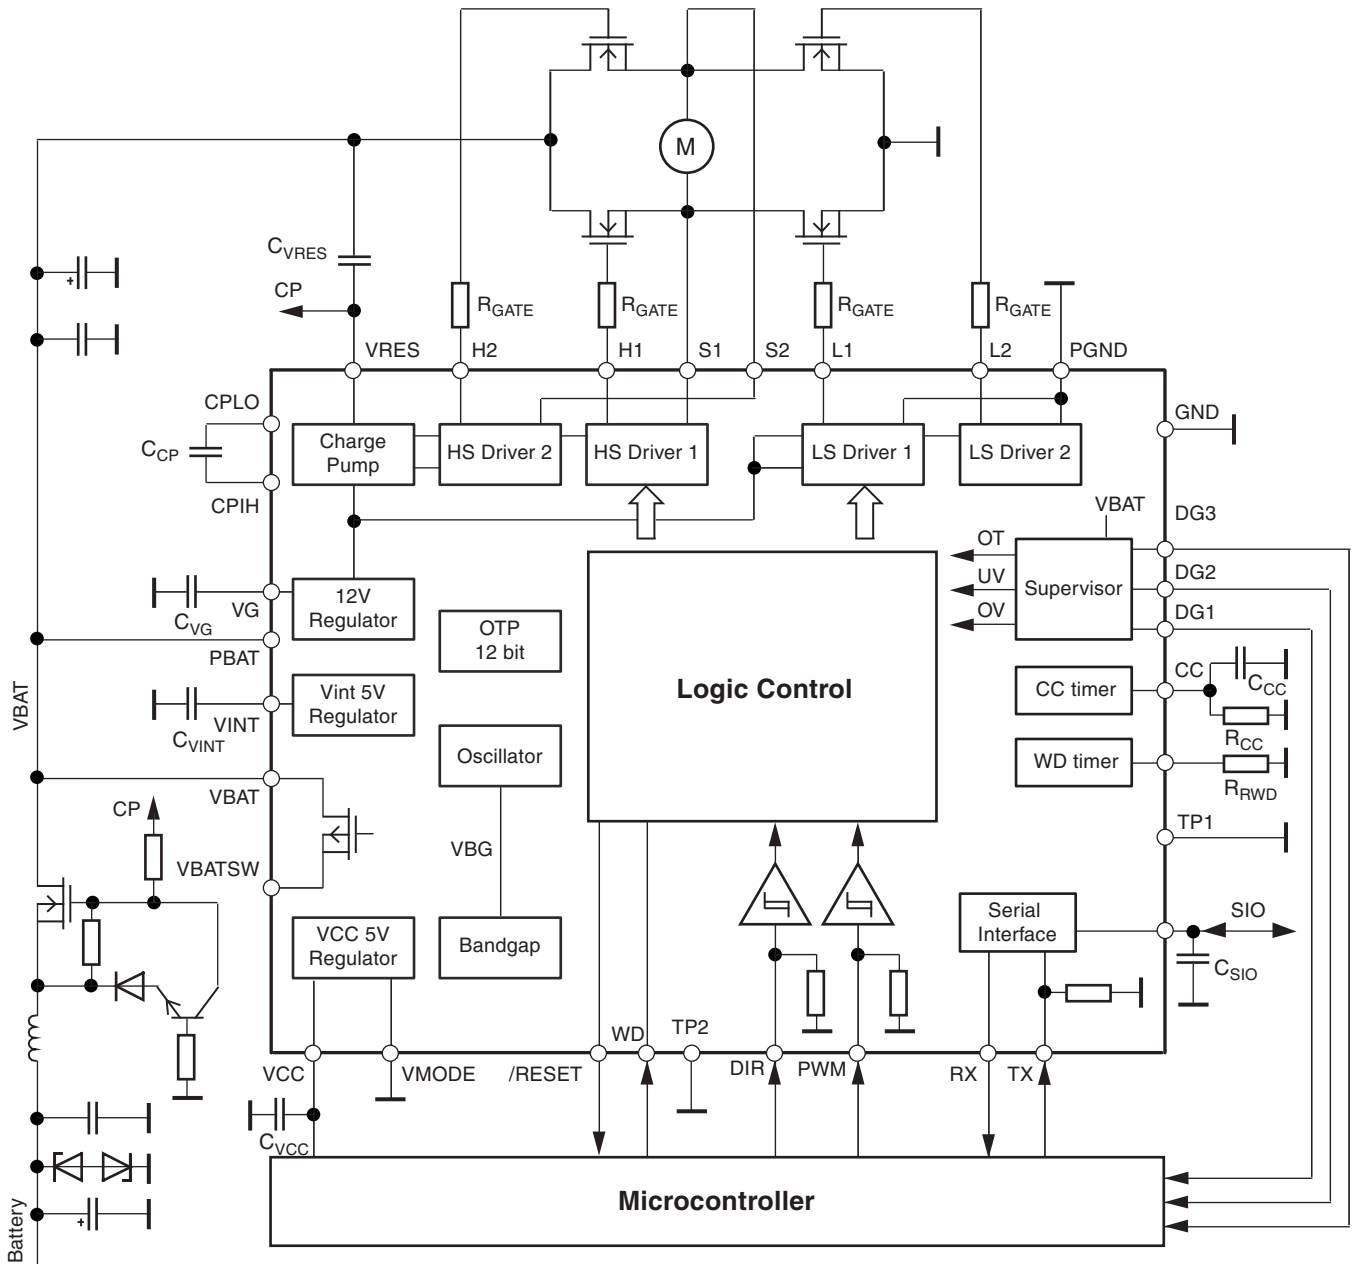 M
CVRES
CP
RGATE
RGATE
RGATE
RGATE
VRES
H2
H1
S1
S2
L1
L2
PGND
CPLO
GND
CCP
Charge
Pump
HS Driver 2
HS Driver 1
LS Driver 1
LS Driver 2
CPIH
VBAT
DG3
OT
UV
OV
Supervisor
DG2
DG1
VG
CVG
12V
Regulator
OTP
12 bit
PBAT
Logic Control
CC timer
CC
CCC
RCC
VBAT
VINT
CVINT
Vint 5V
Regulator
Oscillator
WD timer
RRWD
VBAT
CP
VBG
TP1
VBATSW
VCC 5V
Regulator
Bandgap
Serial
Interface
SIO
CSIO
VCC
VMODE
/RESET
WD
TP2
DIR
PWM
RX
TX
CVCC
Microcontroller
Battery
+
+